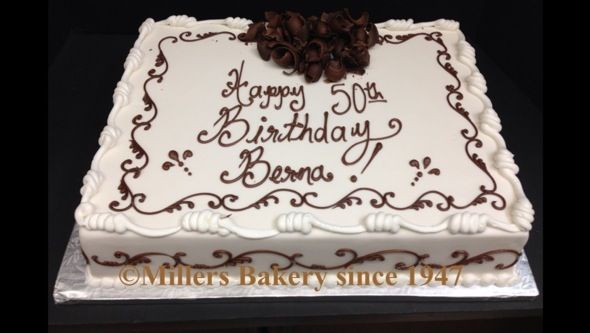 Happy 50th
Birthday
Berna!
©Millers Bakery since 1947